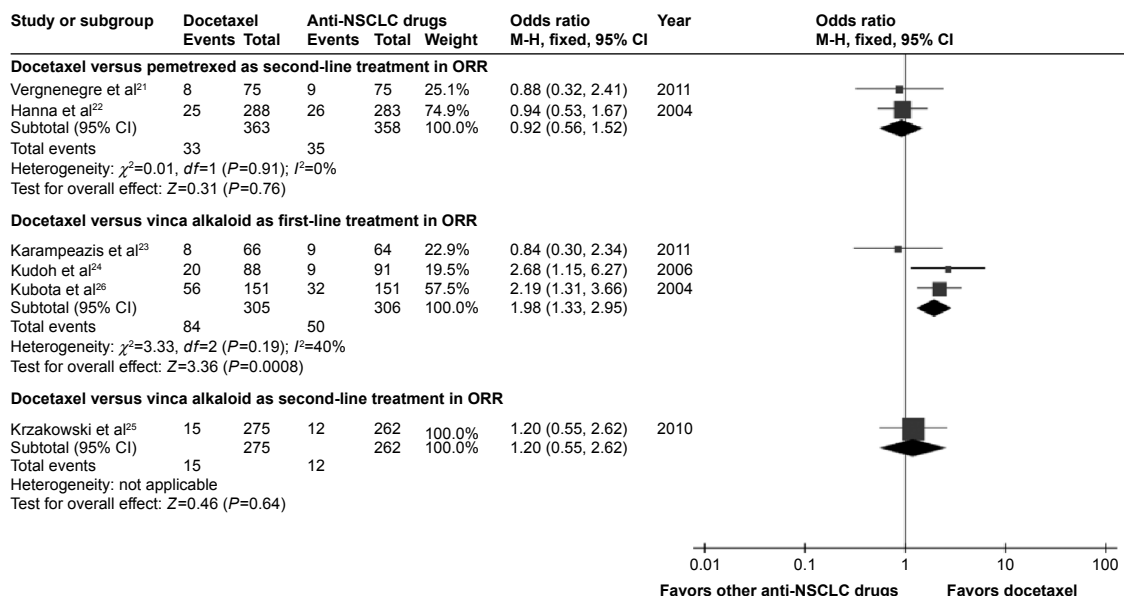 Study or subgroup Docetaxel Anti-NSCLC drugs Odds ratio Year Odds ratio
Events Total Events Total Weight M-H, fixed, 95% CI M-H, fixed, 95% CI
Docetaxel versus pemetrexed as second-line treatment in ORR
Vergnenegre et al²¹ 8 75 9 75 25.1% 0.88 (0.32, 2.41) 2011
Hanna et al²² 25 288 26 283 74.9% 0.94 (0.53, 1.67) 2004
Subtotal (95% CI) 363 358 100.0% 0.92 (0.56, 1.52)
Total events 33 35
Heterogeneity: χ²=0.01, df=1 (P=0.91); I²=0%
Test for overall effect: Z=0.31 (P=0.76)
Docetaxel versus vinca alkaloid as first-line treatment in ORR
Karampeazis et al²³ 8 66 9 64 22.9% 0.84 (0.30, 2.34) 2011
Kudoh et al²⁴ 20 88 9 91 19.5% 2.68 (1.15, 6.27) 2006
Kubota et al²⁶ 56 151 32 151 57.5% 2.19 (1.31, 3.66) 2004
Subtotal (95% CI) 305 306 100.0% 1.98 (1.33, 2.95)
Total events 84 50
Heterogeneity: χ²=3.33, df=2 (P=0.19); I²=40%
Test for overall effect: Z=3.36 (P=0.0008)
Docetaxel versus vinca alkaloid as second-line treatment in ORR
Krzakowski et al²⁵ 15 275 12 262 100.0% 1.20 (0.55, 2.62) 2010
Subtotal (95% CI) 275 262 100.0% 1.20 (0.55, 2.62)
Total events 15 12
Heterogeneity: not applicable
Test for overall effect: Z=0.46 (P=0.64)
0.01 0.1 1 10 100
Favors other anti-NSCLC drugs Favors docetaxel